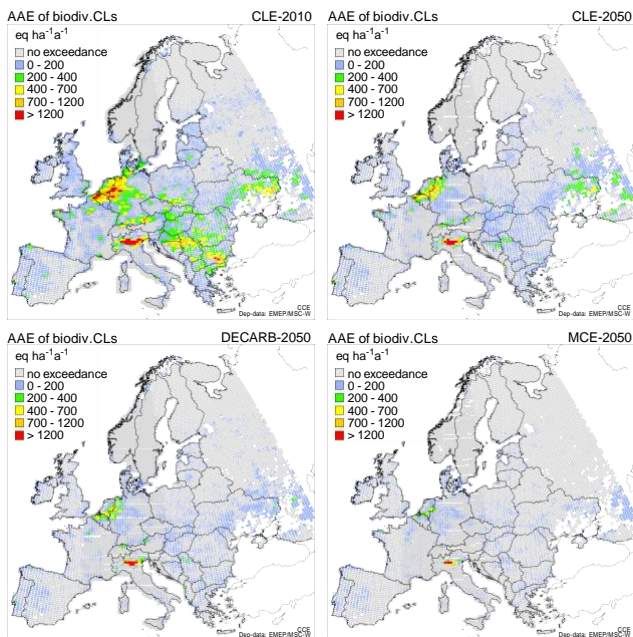 AAE of biodiv.CLs CLE-2010
eq ha⁻¹a⁻¹
no exceedance
0 - 200
200 - 400
400 - 700
700 - 1200
> 1200
CCE
Dep-data: EMEP/MSC-W
AAE of biodiv.CLs CLE-2050
eq ha⁻¹a⁻¹
no exceedance
0 - 200
200 - 400
400 - 700
700 - 1200
> 1200
CCE
Dep-data: EMEP/MSC-W
AAE of biodiv.CLs DECARB-2050
eq ha⁻¹a⁻¹
no exceedance
0 - 200
200 - 400
400 - 700
700 - 1200
> 1200
CCE
Dep-data: EMEP/MSC-W
AAE of biodiv.CLs MCE-2050
eq ha⁻¹a⁻¹
no exceedance
0 - 200
200 - 400
400 - 700
700 - 1200
> 1200
CCE
Dep-data: EMEP/MSC-W